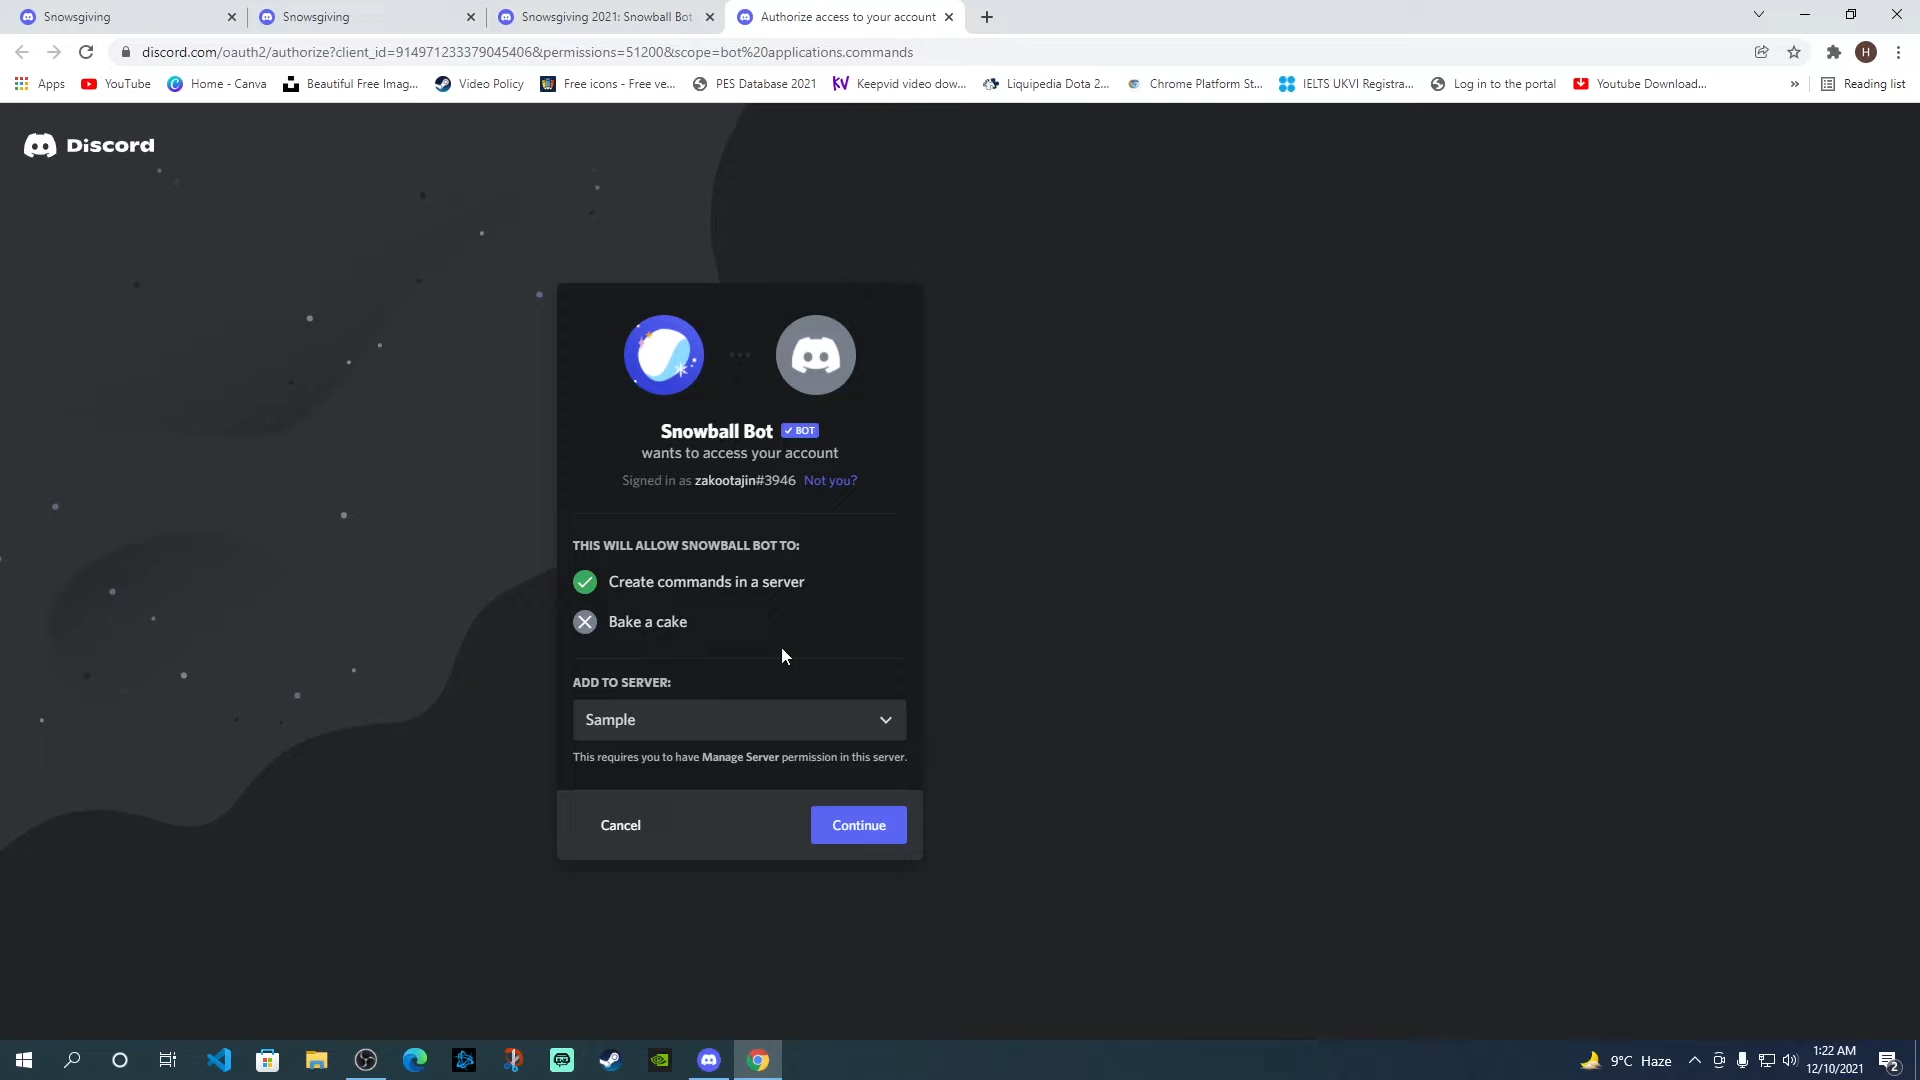 Snowsgiving
Snowsgiving
Snowsgiving 2021: Snowball Bot
Authorize access to your account
discord.com/oauth2/authorize?client_id=914971233379045406&permissions=51200&scope=bot%20applications.commands
H
Apps
YouTube
Home - Canva
Beautiful Free Imag...
Video Policy
Free icons - Free ve...
PES Database 2021
Keepvid video dow...
Liquipedia Dota 2...
Chrome Platform St...
IELTS UKVI Registra...
Log in to the portal
Youtube Download...
»
Reading list
Discord
Snowball Bot BOT
wants to access your account
Signed in as zakootajin#3946 Not you?
THIS WILL ALLOW SNOWBALL BOT TO:
Create commands in a server
Bake a cake
ADD TO SERVER:
Sample
This requires you to have Manage Server permission in this server.
Cancel
Continue
9°C Haze
1:22 AM
12/10/2021
2